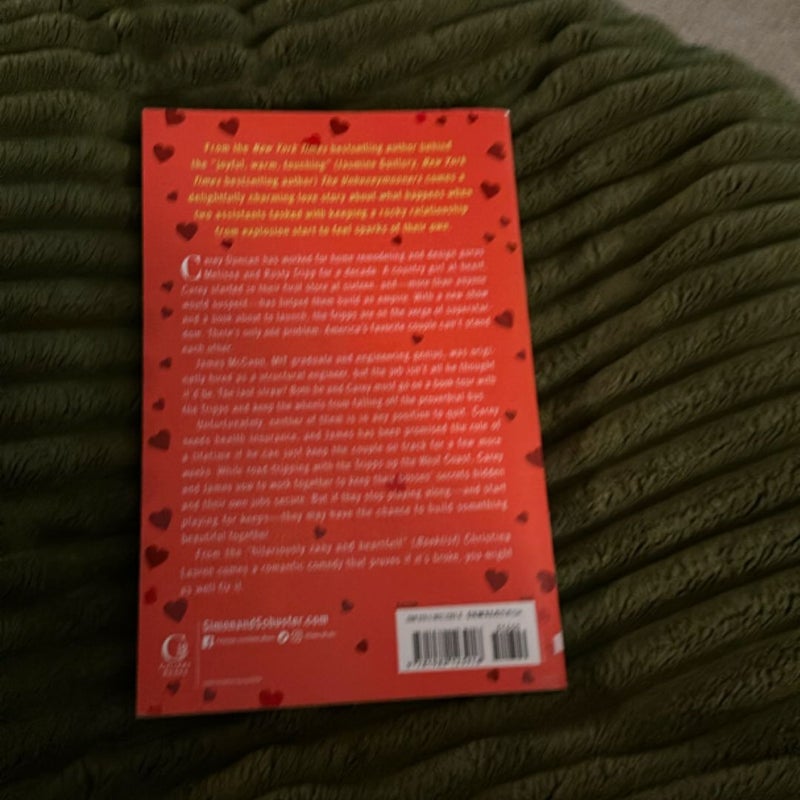 From the New York Times bestselling author behind
the "joyful, warm, touching" (Jasmine Guillory, New York
Times bestselling author) The Unhoneymooners comes a
delightfully charming love story about what happens when
two assistants tasked with keeping a rocky relationship
from explosion start to feel sparks of their own.
Carey Duncan has worked for home remodeling and design gurus
Melissa and Rusty Tripp for a decade. A country girl at heart,
Carey started in their first store at sixteen, and—more than anyone
would suspect—has helped them build an empire. With a new show
and a book about to launch, the Tripps are on the verge of superstar-
dom. There's only one problem: America's favorite couple can't stand
each other.
James McCann, MIT graduate and engineering genius, was origi-
nally hired as a structural engineer, but the job isn't all he thought
it'd be. The last straw? Both he and Carey must go on a book tour with
the Tripps and keep the wheels from falling off the proverbial bus.
Unfortunately, neither of them is in any position to quit. Carey
needs health insurance, and James has been promised the role of
a lifetime if he can just keep the couple on track for a few more
weeks. While road-tripping with the Tripps up the West Coast, Carey
and James vow to work together to keep their bosses' secrets hidden
and their own jobs secure. But if they stop playing along—and start
playing for keeps—they may have the chance to build something
beautiful together.
From the "hilariously zany and heartfelt" (Booklist) Christina
Lauren comes a romantic comedy that proves if it's broke, you might
as well fix it.
SimonandSchuster.com
G
GALLERY
BOOKS